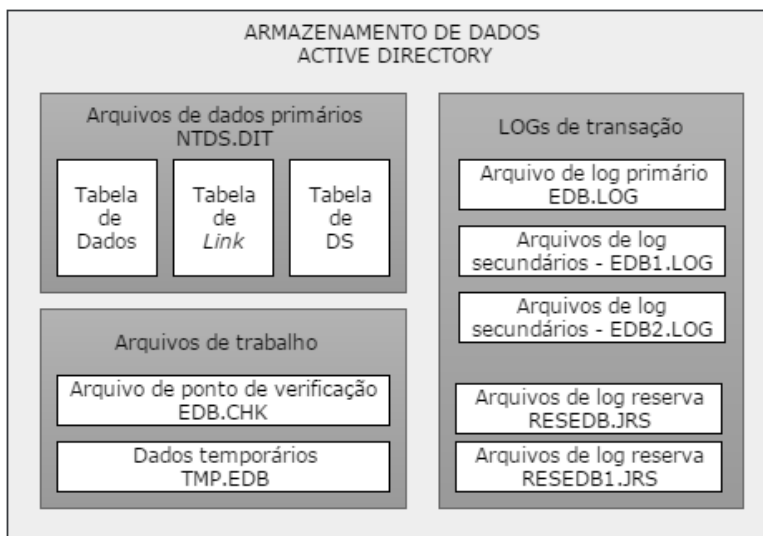 ARMAZENAMENTO DE DADOS
ACTIVE DIRECTORY
Arquivos de dados primários
NTDS.DIT
Tabela
de
Dados
Tabela
de
Link
Tabela
de
DS
Arquivos de trabalho
Arquivo de ponto de verificação
EDB.CHK
Dados temporários
TMP.EDB
LOGs de transação
Arquivo de log primário
EDB.LOG
Arquivos de log
secundários - EDB1.LOG
Arquivos de log
secundários - EDB2.LOG
Arquivos de log reserva
RESEDB.JRS
Arquivos de log reserva
RESEDB1.JRS